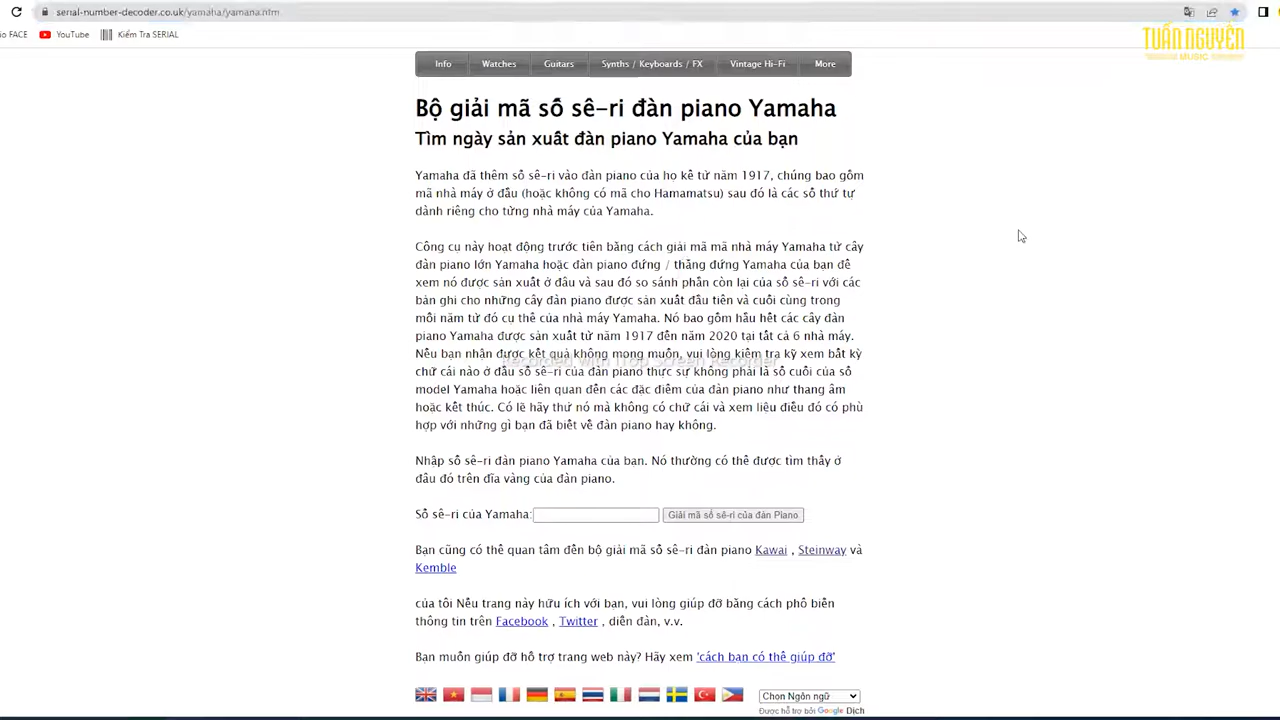 serial-number-decoder.co.uk/yamaha/yamaha.htm
io FACE
YouTube
Kiểm Tra SERIAL
TUẤN NGUYÊN
MUSIC
Info
Watches
Guitars
Synths / Keyboards / FX
Vintage Hi-Fi
More
Bộ giải mã số sê-ri đàn piano Yamaha
Tìm ngày sản xuất đàn piano Yamaha của bạn
Yamaha đã thêm số sê-ri vào đàn piano của họ kể từ năm 1917, chúng bao gồm
mã nhà máy ở đầu (hoặc không có mã cho Hamamatsu) sau đó là các số thứ tự
dành riêng cho từng nhà máy của Yamaha.
Công cụ này hoạt động trước tiên bằng cách giải mã mã nhà máy Yamaha từ cây
đàn piano lớn Yamaha hoặc đàn piano đứng / thẳng đứng Yamaha của bạn để
xem nó được sản xuất ở đâu và sau đó so sánh phần còn lại của số sê-ri với các
bản ghi cho những cây đàn piano được sản xuất đầu tiên và cuối cùng trong
mỗi năm từ đó cụ thể của nhà máy Yamaha. Nó bao gồm hầu hết các cây đàn
piano Yamaha được sản xuất từ năm 1917 đến năm 2020 tại tất cả 6 nhà máy.
Nếu bạn nhận được kết quả không mong muốn, vui lòng kiểm tra kỹ xem bất kỳ
Recorded with iTop Screen Recorder
chữ cái nào ở đầu số sê-ri của đàn piano thực sự không phải là số cuối của số
model Yamaha hoặc liên quan đến các đặc điểm của đàn piano như thang âm
hoặc kết thúc. Có lẽ hãy thử nó mà không có chữ cái và xem liệu điều đó có phù
hợp với những gì bạn đã biết về đàn piano hay không.
Nhập số sê-ri đàn piano Yamaha của bạn. Nó thường có thể được tìm thấy ở
đâu đó trên đĩa vàng của đàn piano.
Số sê-ri của Yamaha:
Giải mã số sê-ri của đàn Piano
Bạn cũng có thể quan tâm đến bộ giải mã số sê-ri đàn piano Kawai , Steinway và
Kemble
của tôi Nếu trang này hữu ích với bạn, vui lòng giúp đỡ bằng cách phổ biến
thông tin trên Facebook , Twitter , diễn đàn, v.v.
Bạn muốn giúp đỡ hỗ trợ trang web này? Hãy xem 'cách bạn có thể giúp đỡ'
Chọn Ngôn ngữ
Được hỗ trợ bởi Google Dịch